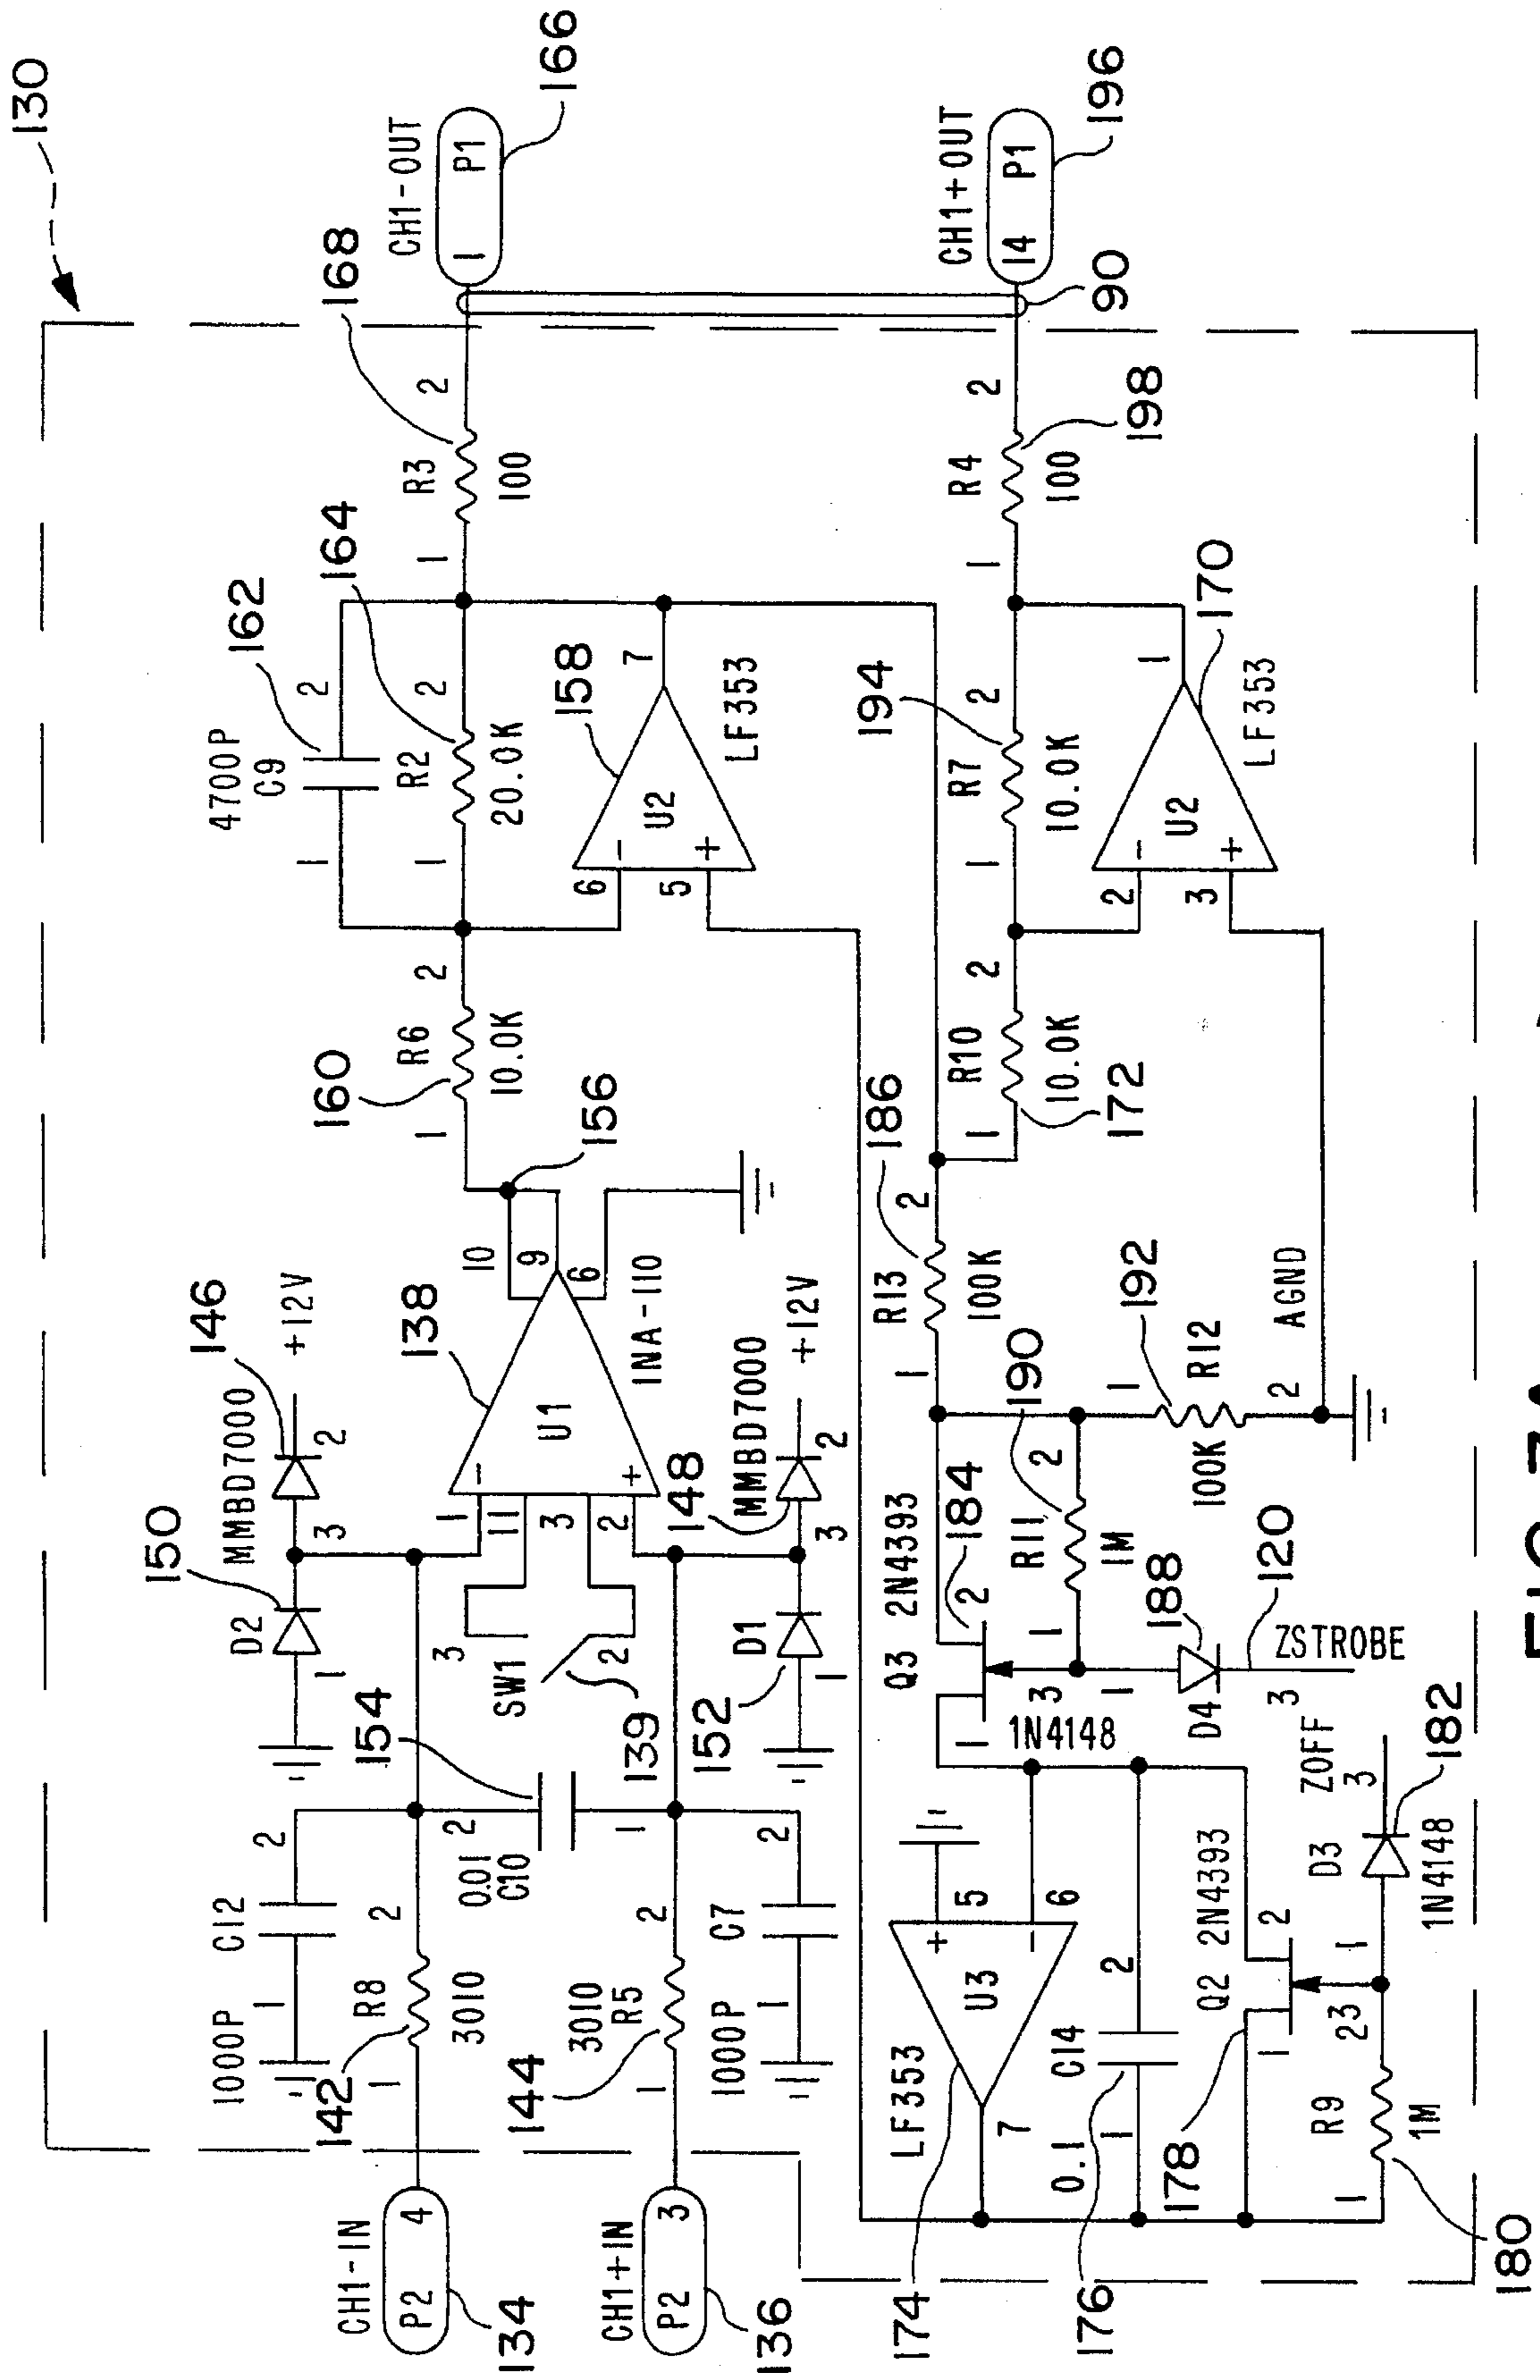 130
CH1-OUT
1 P1
166
168
R3
100
1
2
164
162
4700P
C9
1
2
R2
20.0K
1
2
158
U2
-
+
6
5
7
LF353
160
R6
10.0K
1
2
156
138
U1
INA-110
-
+
1
11
3
2
10
9
6
146
+12V
MMBD7000
150
D2
1
3
2
148
MMBD7000
+12V
152
D1
1
3
2
SW1
3
2
139
154
0.01
C10
2
1
C12
1000P
1
2
R8
3010
142
1
2
3010
R5
144
1
2
C7
1000P
1
2
CH1-IN
P2 4
134
CH1+IN
P2 3
136
CH1+OUT
14 P1
196
90
R4
100
198
1
2
194
R7
10.0K
1
2
170
U2
-
+
2
3
1
LF353
R10
10.0K
172
1
2
186
R13
100K
1
2
192
R12
100K
1
2
AGND
190
R11
1M
1
2
Q3 2N4393
184
1
2
3
1N4148
D4
188
1
3
120
ZSTROBE
LF353
U3
+
-
5
6
7
174
0.1
C14
1
2
176
Q2 2N4393
178
1
2
23
D3
1N4148
ZOFF
182
1
3
R9
1M
1
180